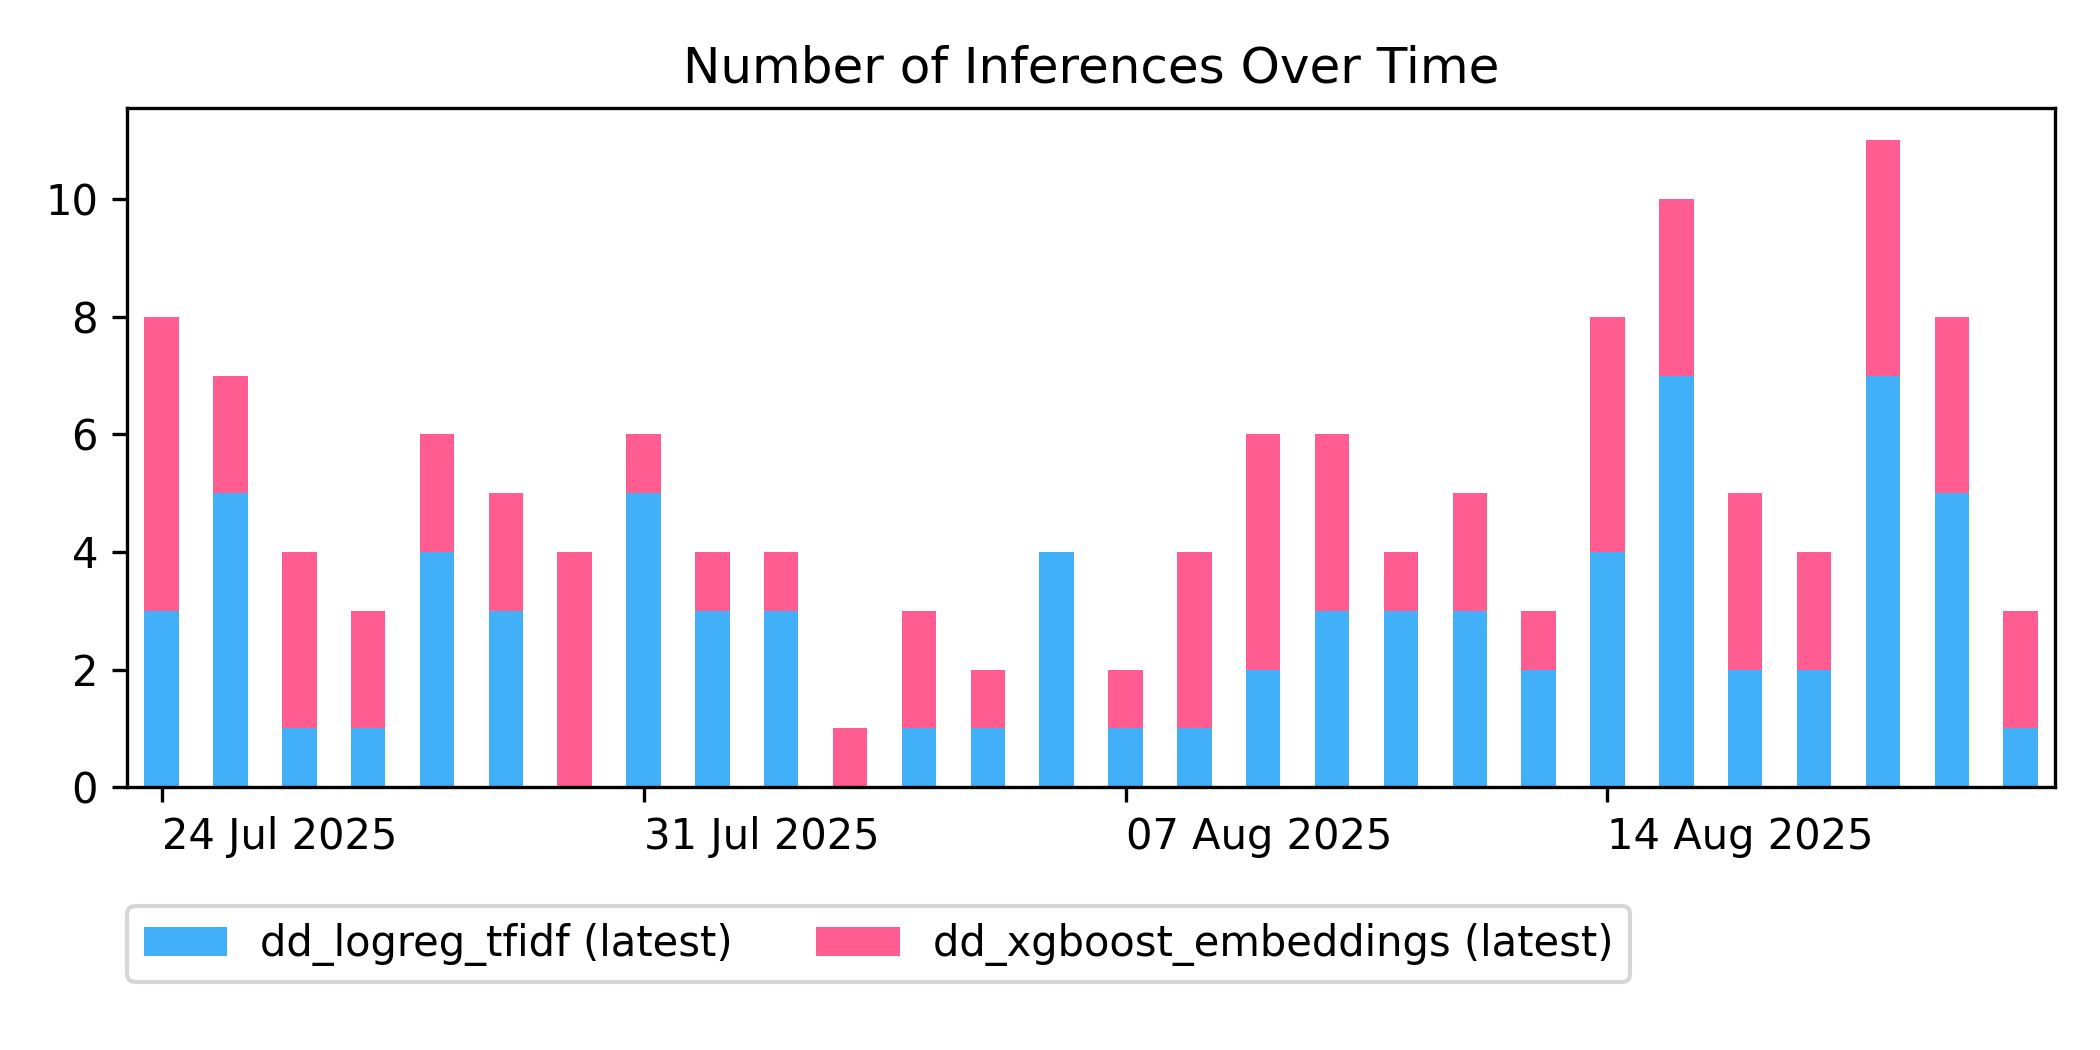 Number of Inferences Over Time
10
8
6
4
2
0
24 Jul 2025 31 Jul 2025 07 Aug 2025 14 Aug 2025
dd_logreg_tfidf (latest) dd_xgboost_embeddings (latest)